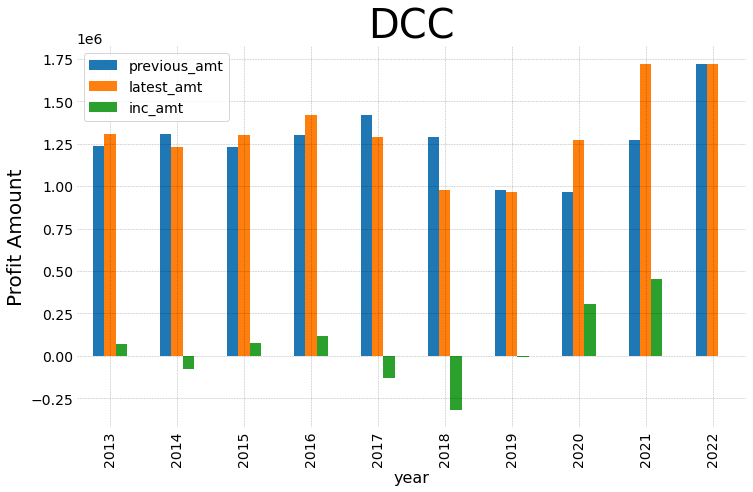 DCC
1e6
previous_amt
latest_amt
inc_amt
1.75
1.50
1.25
1.00
0.75
0.50
0.25
0.00
−0.25
Profit Amount
2013 2014 2015 2016 2017 2018 2019 2020 2021 2022
year